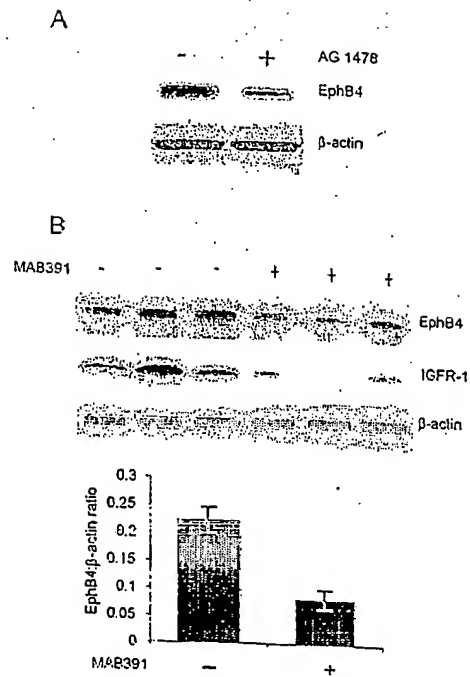 A
- + AG 1478
EphB4
β-actin
B
MAB391 - - - + + +
EphB4
IGFR-1
β-actin
0.3
0.25
0.2
0.15
0.1
0.05
0
EphB4:β-actin ratio
MAB391 - +